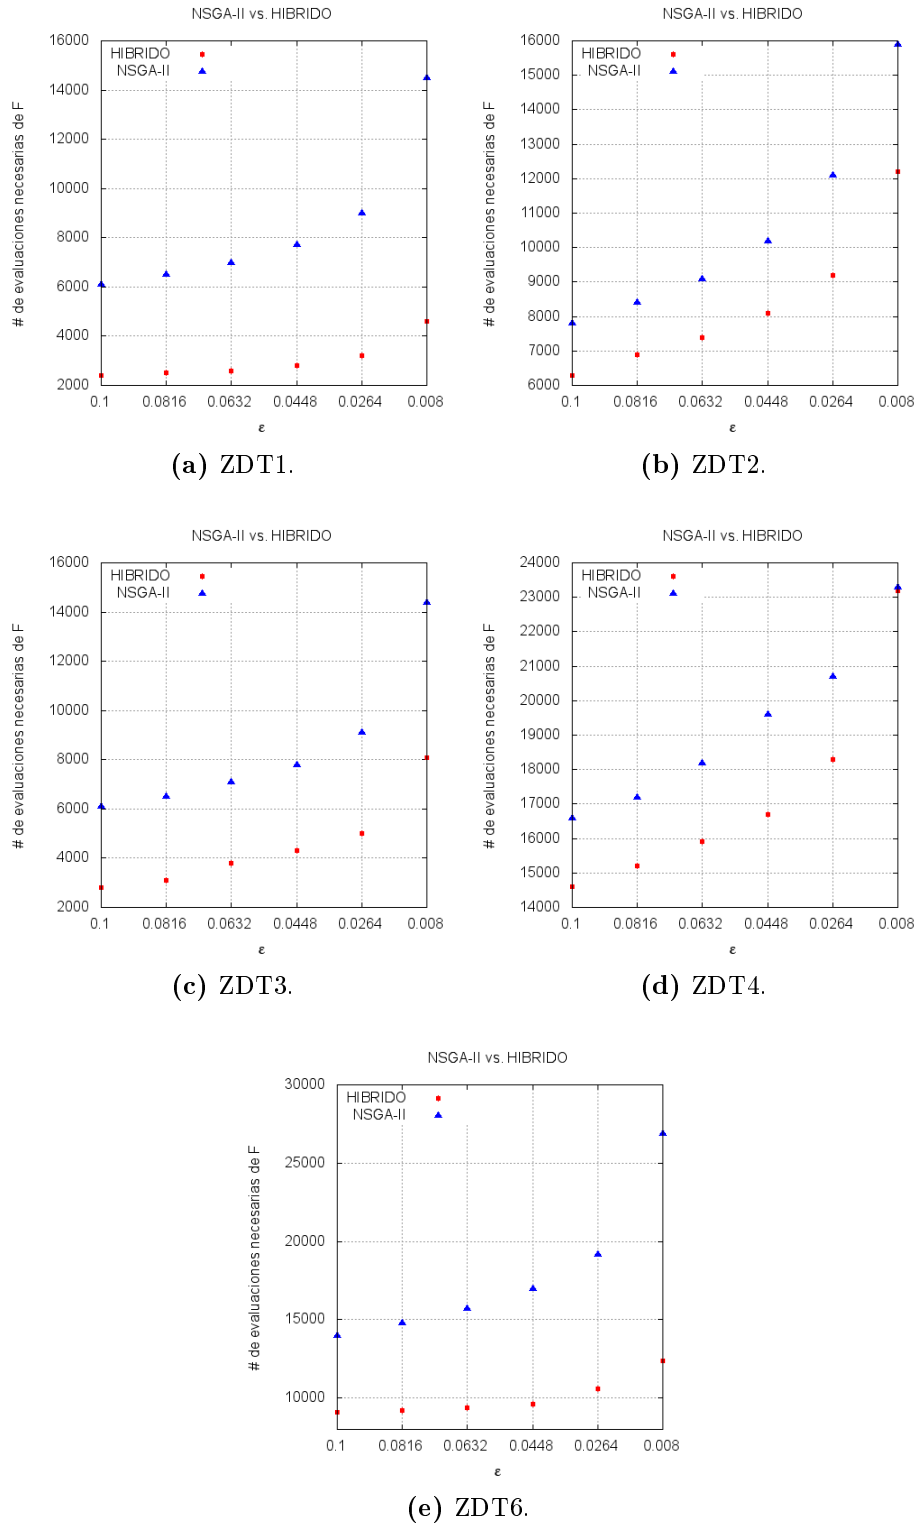 NSGA-II vs. HIBRIDO
HIBRIDO
NSGA-II
# de evaluaciones necesarias de F
16000
14000
12000
10000
8000
6000
4000
2000
0.1 0.0816 0.0632 0.0448 0.0264 0.008
ε
(a) ZDT1.
NSGA-II vs. HIBRIDO
HIBRIDO
NSGA-II
# de evaluaciones necesarias de F
16000
15000
14000
13000
12000
11000
10000
9000
8000
7000
6000
0.1 0.0816 0.0632 0.0448 0.0264 0.008
ε
(b) ZDT2.
NSGA-II vs. HIBRIDO
HIBRIDO
NSGA-II
# de evaluaciones necesarias de F
16000
14000
12000
10000
8000
6000
4000
2000
0.1 0.0816 0.0632 0.0448 0.0264 0.008
ε
(c) ZDT3.
NSGA-II vs. HIBRIDO
HIBRIDO
NSGA-II
# de evaluaciones necesarias de F
24000
23000
22000
21000
20000
19000
18000
17000
16000
15000
14000
0.1 0.0816 0.0632 0.0448 0.0264 0.008
ε
(d) ZDT4.
NSGA-II vs. HIBRIDO
HIBRIDO
NSGA-II
# de evaluaciones necesarias de F
30000
25000
20000
15000
10000
0.1 0.0816 0.0632 0.0448 0.0264 0.008
ε
(e) ZDT6.